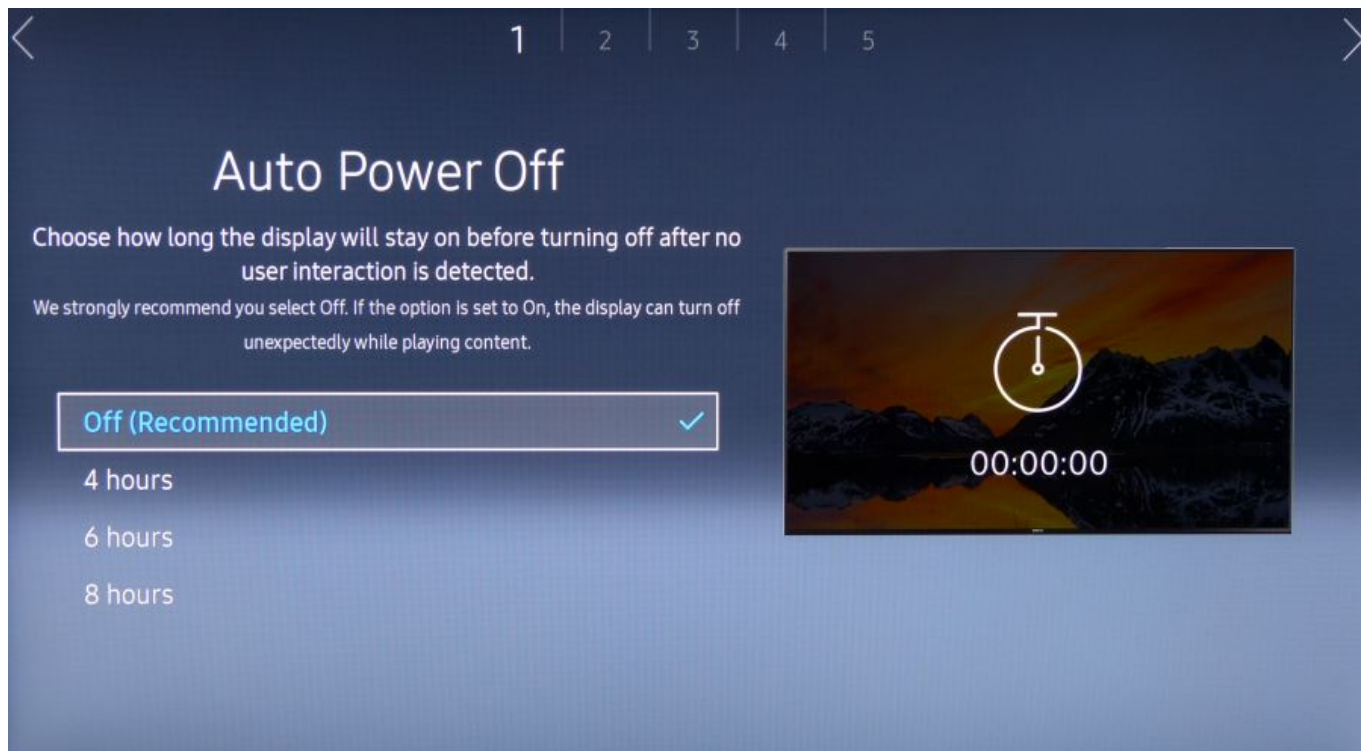 1 2 3 4 5
Auto Power Off
Choose how long the display will stay on before turning off after no
user interaction is detected.
We strongly recommend you select Off. If the option is set to On, the display can turn off
unexpectedly while playing content.
Off (Recommended)
4 hours
6 hours
8 hours
00:00:00